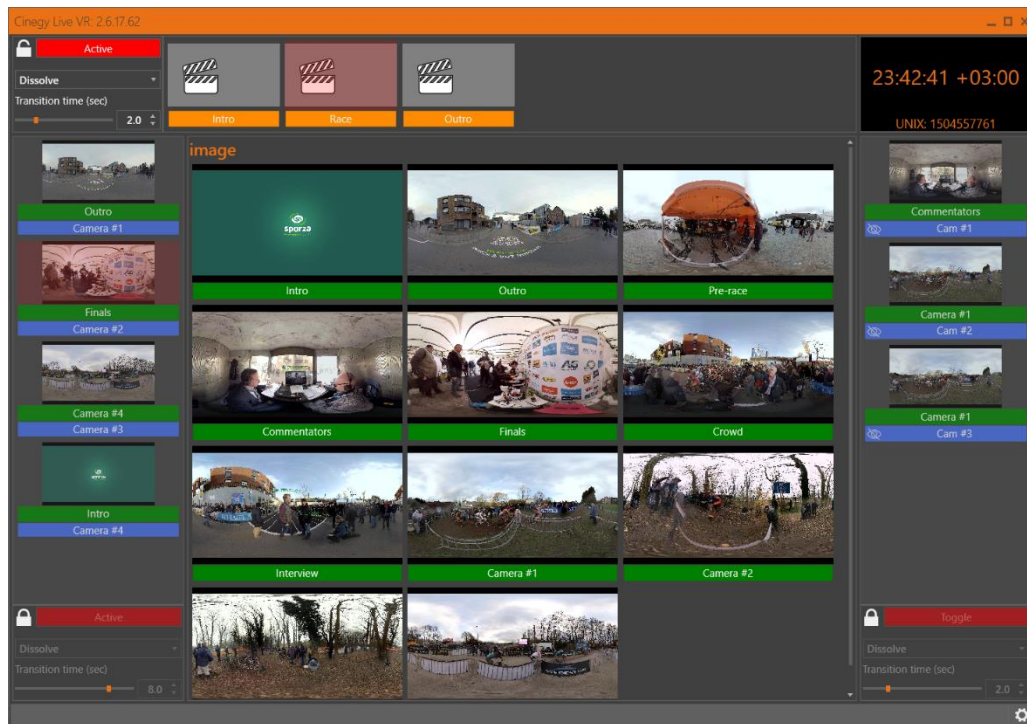 Cinegy Live VR: 2.6.17.62
Active
Dissolve
Transition time (sec)
2.0
Intro
Race
Outro
23:42:41 +03:00
UNIX: 1504557761
Outro
Camera #1
Finals
Camera #2
Camera #4
Camera #3
Intro
Camera #4
Active
Dissolve
Transition time (sec)
8.0
image
sporza
Intro
Outro
Pre-race
Commentators
Finals
Crowd
Interview
Camera #1
Camera #2
Commentators
Cam #1
Camera #1
Cam #2
Camera #1
Cam #3
Toggle
Dissolve
Transition time (sec)
2.0